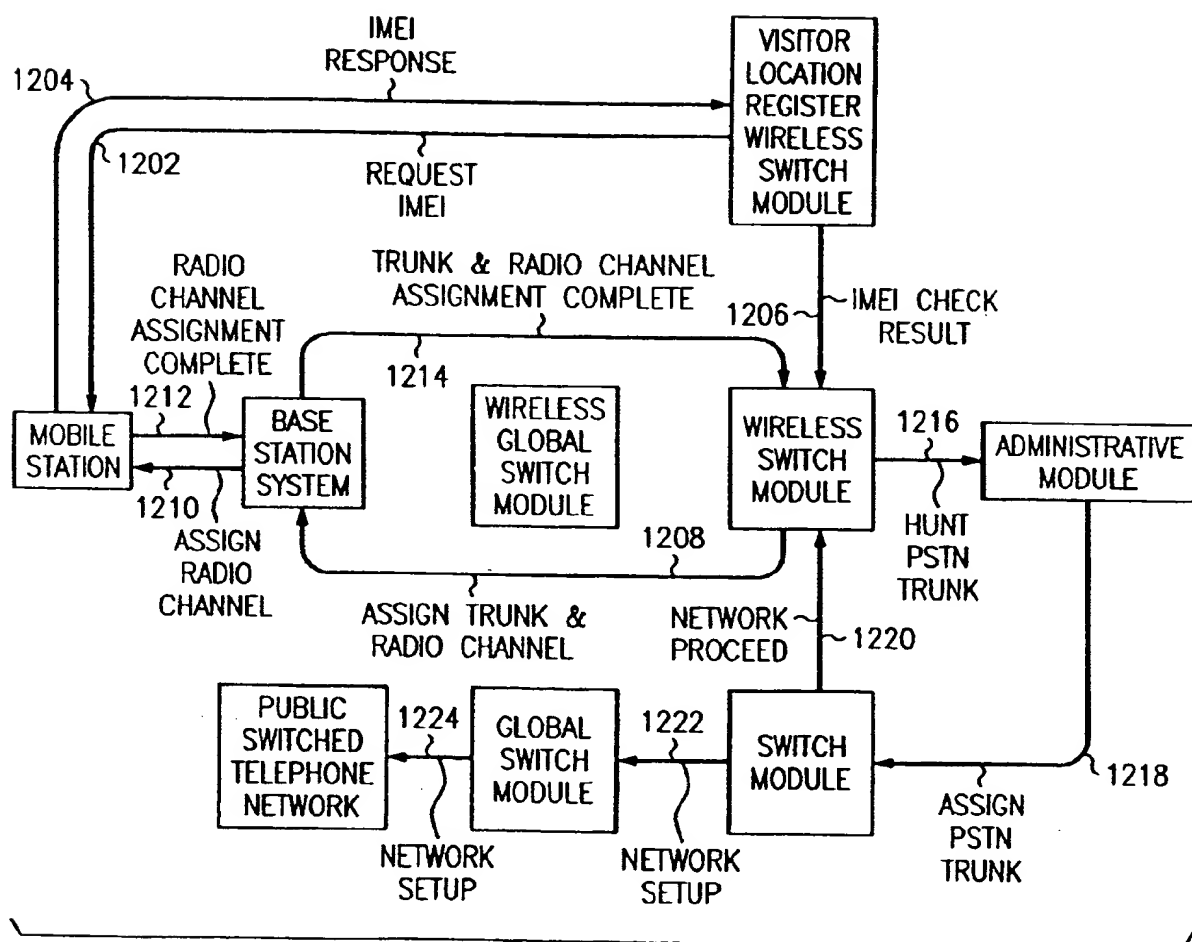 IMEI
RESPONSE
1204
VISITOR
LOCATION
REGISTER
WIRELESS
SWITCH
MODULE
1202
REQUEST
IMEI
RADIO
CHANNEL
ASSIGNMENT
COMPLETE
TRUNK & RADIO CHANNEL
ASSIGNMENT COMPLETE
1206
IMEI CHECK
RESULT
1212
1214
MOBILE
STATION
BASE
STATION
SYSTEM
WIRELESS
GLOBAL
SWITCH
MODULE
WIRELESS
SWITCH
MODULE
1216
ADMINISTRATIVE
MODULE
1210
ASSIGN
RADIO
CHANNEL
1208
HUNT
PSTN
TRUNK
ASSIGN TRUNK &
RADIO CHANNEL
NETWORK
PROCEED
1220
PUBLIC
SWITCHED
TELEPHONE
NETWORK
1224
GLOBAL
SWITCH
MODULE
1222
SWITCH
MODULE
1218
NETWORK
SETUP
NETWORK
SETUP
ASSIGN
PSTN
TRUNK